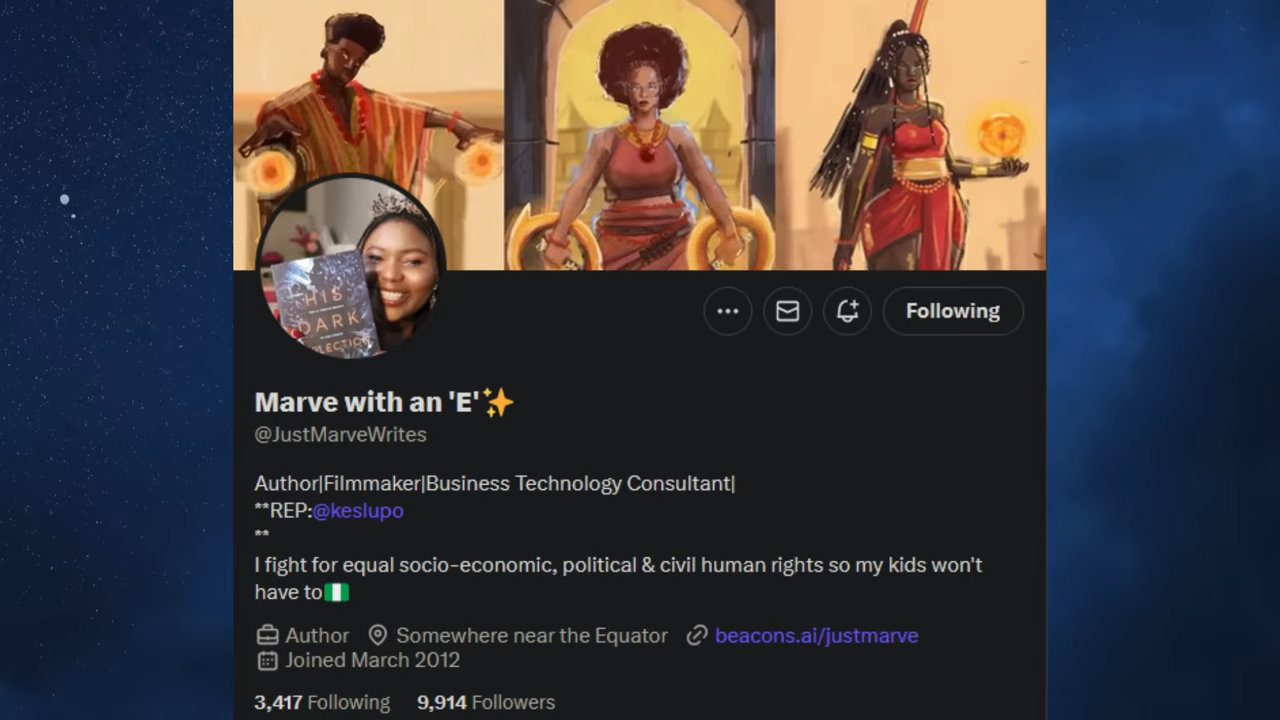 HIS
DARK
Following
Marve with an 'E'✨
@JustMarveWrites
Author|Filmmaker|Business Technology Consultant|
**REP:@keslupo
**
I fight for equal socio-economic, political & civil human rights so my kids won't
have to🇳🇬
Author Somewhere near the Equator beacons.ai/justmarve
Joined March 2012
3,417 Following 9,914 Followers